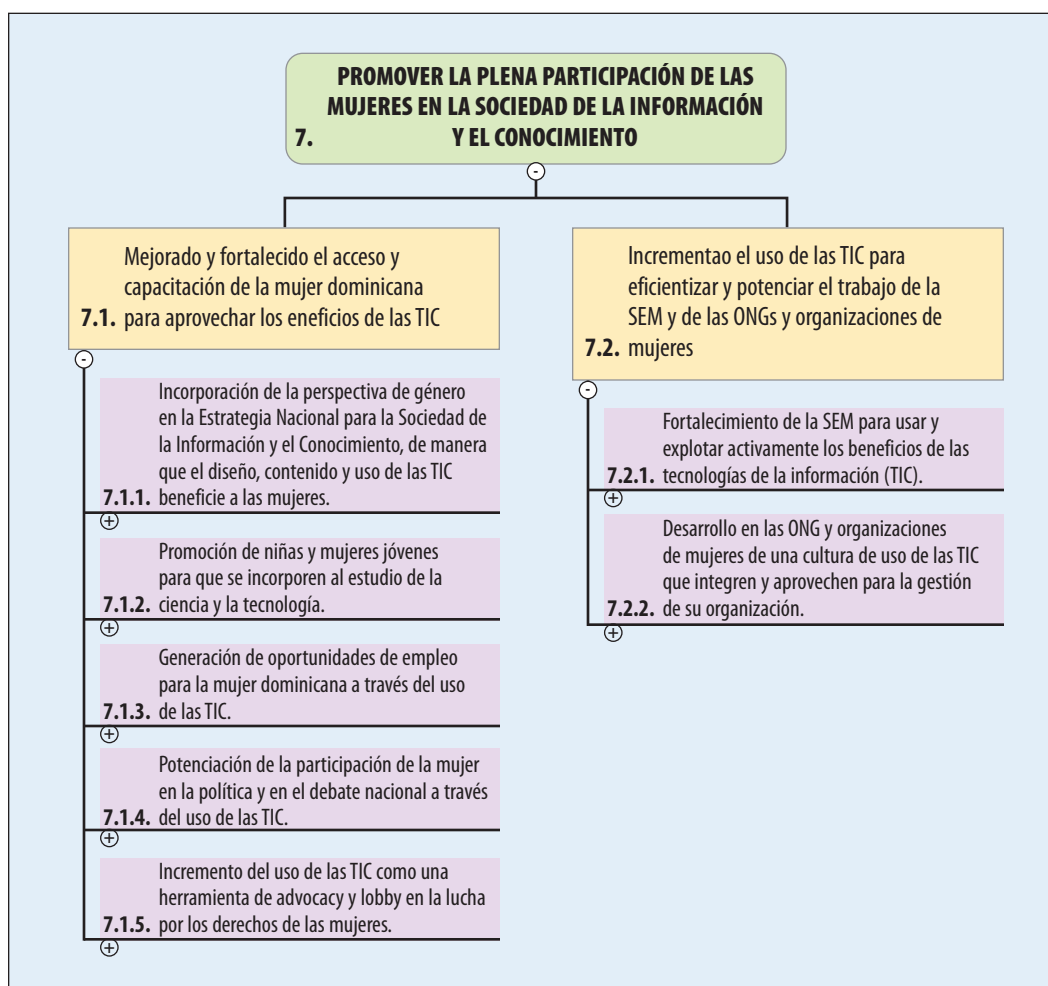 PROMOVER LA PLENA PARTICIPACIÓN DE LAS
MUJERES EN LA SOCIEDAD DE LA INFORMACIÓN
7. Y EL CONOCIMIENTO
Mejorado y fortalecido el acceso y
capacitación de la mujer dominicana
7.1. para aprovechar los eneficios de las TIC
Incorporación de la perspectiva de género
en la Estrategia Nacional para la Sociedad de
la Información y el Conocimiento, de manera
que el diseño, contenido y uso de las TIC
7.1.1. beneficie a las mujeres.
Promoción de niñas y mujeres jóvenes
para que se incorporen al estudio de la
7.1.2. ciencia y la tecnología.
Generación de oportunidades de empleo
para la mujer dominicana a través del uso
7.1.3. de las TIC.
Potenciación de la participación de la mujer
en la política y en el debate nacional a través
7.1.4. del uso de las TIC.
Incremento del uso de las TIC como una
herramienta de advocacy y lobby en la lucha
7.1.5. por los derechos de las mujeres.
Incrementao el uso de las TIC para
eficientizar y potenciar el trabajo de la
SEM y de las ONGs y organizaciones de
7.2. mujeres
Fortalecimiento de la SEM para usar y
explotar activamente los beneficios de las
7.2.1. tecnologías de la información (TIC).
Desarrollo en las ONG y organizaciones
de mujeres de una cultura de uso de las TIC
que integren y aprovechen para la gestión
7.2.2. de su organización.